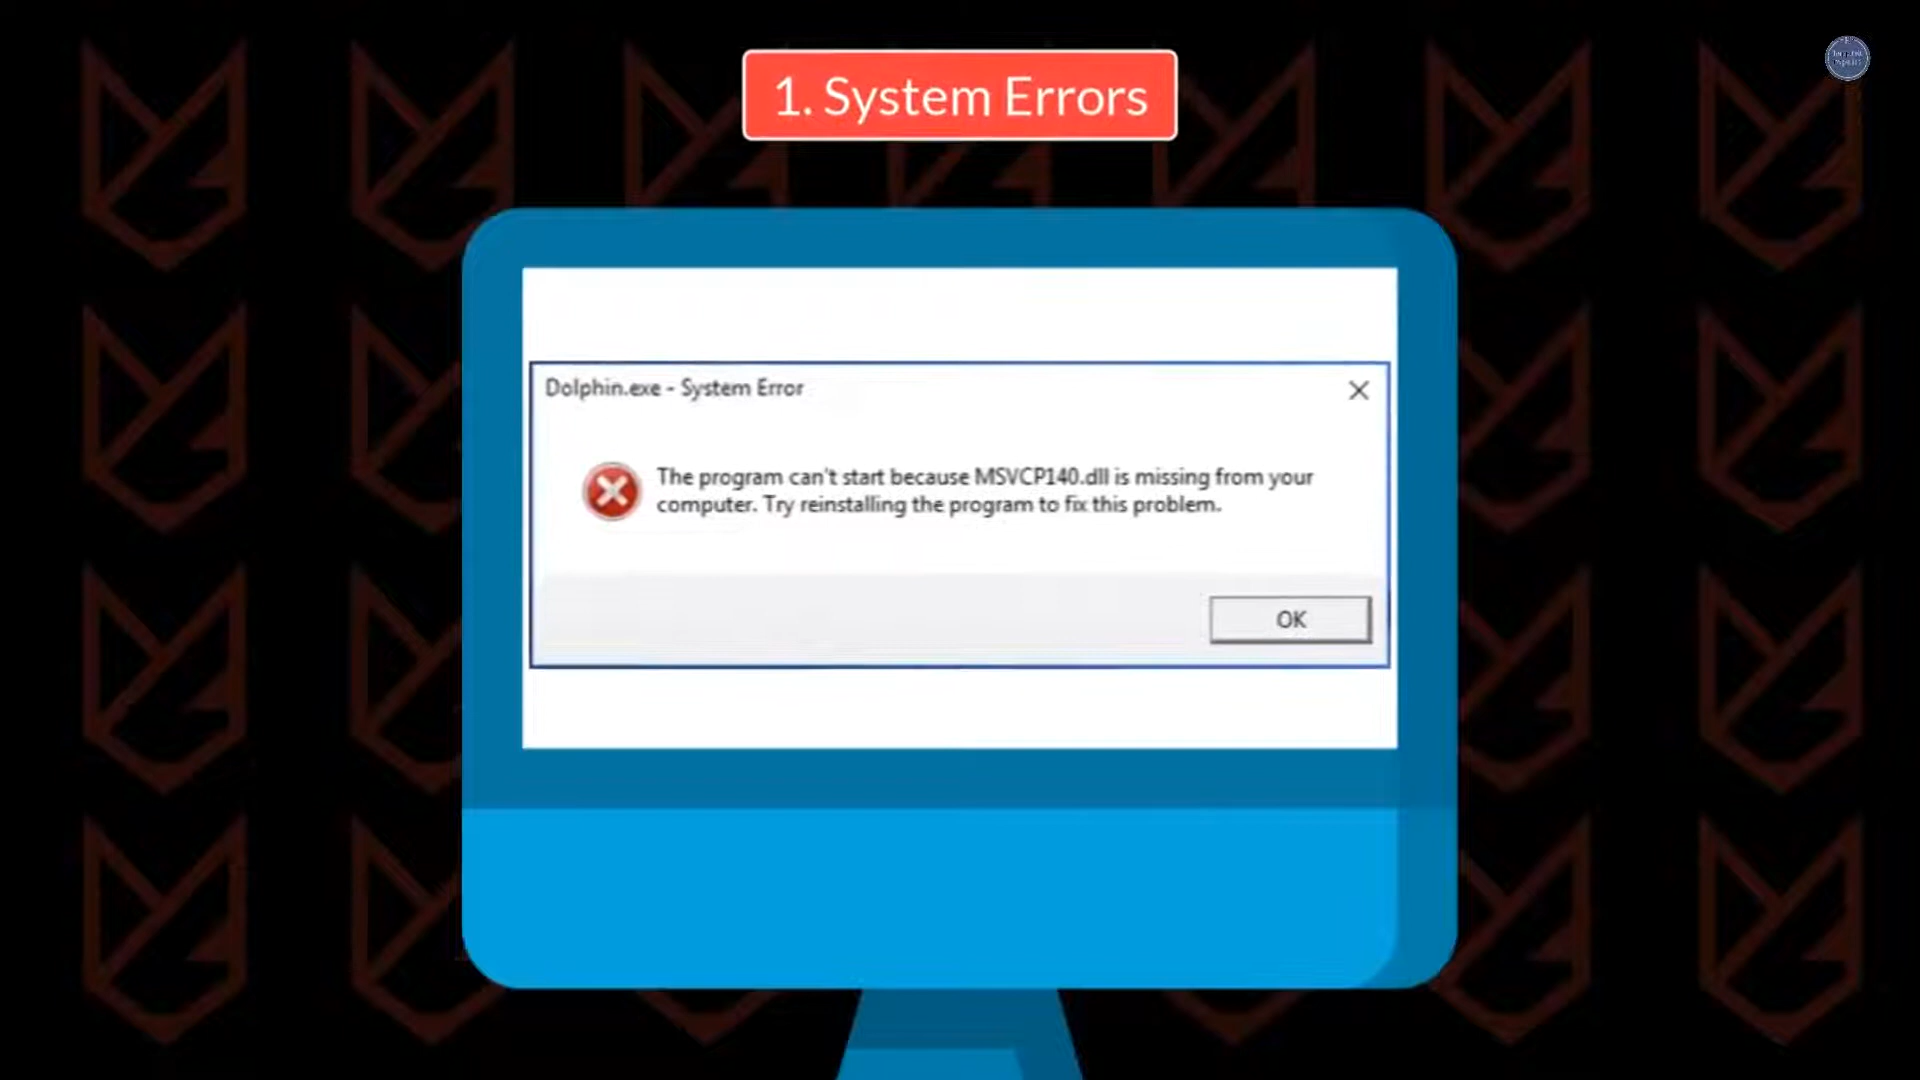 1. System Errors
Dolphin.exe - System Error
The program can't start because MSVCP140.dll is missing from your
computer. Try reinstalling the program to fix this problem.
OK